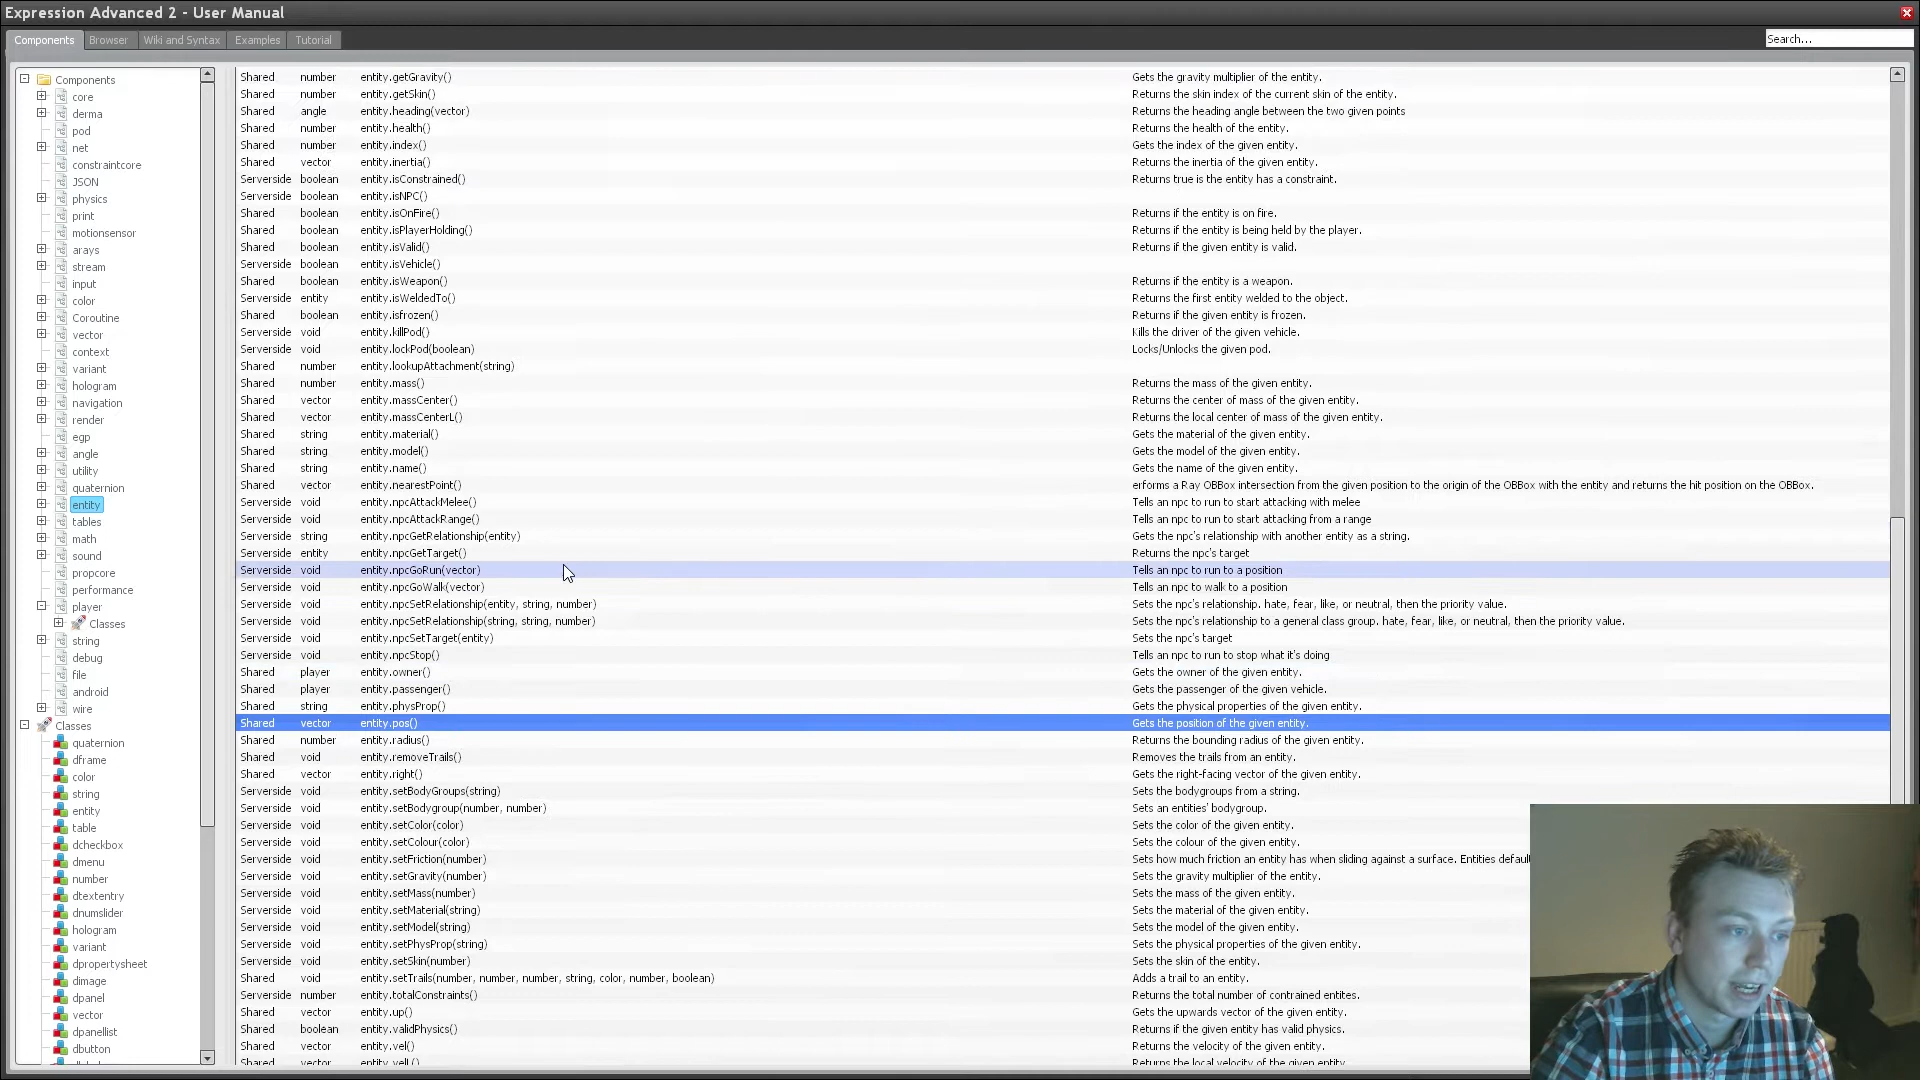 Expression Advanced 2 - User Manual
Components Browser Wiki and Syntax Examples Tutorial
Search...
Components
core
derma
pod
net
constraintcore
JSON
physics
print
motionsensor
arays
stream
input
color
Coroutine
vector
context
variant
hologram
navigation
render
egp
angle
utility
quaternion
entity
tables
math
sound
propcore
performance
player
Classes
string
debug
file
android
wire
Classes
quaternion
dframe
color
string
entity
table
dcheckbox
dmenu
number
dtextentry
dnumslider
hologram
variant
dpropertysheet
dimage
dpanel
vector
dpanellist
dbutton
Shared number entity.getGravity() Gets the gravity multiplier of the entity.
Shared number entity.getSkin() Returns the skin index of the current skin of the entity.
Shared angle entity.heading(vector) Returns the heading angle between the two given points
Shared number entity.health() Returns the health of the entity.
Shared number entity.index() Gets the index of the given entity.
Shared vector entity.inertia() Returns the inertia of the given entity.
Serverside boolean entity.isConstrained() Returns true is the entity has a constraint.
Serverside boolean entity.isNPC()
Shared boolean entity.isOnFire() Returns if the entity is on fire.
Shared boolean entity.isPlayerHolding() Returns if the entity is being held by the player.
Shared boolean entity.isValid() Returns if the given entity is valid.
Serverside boolean entity.isVehicle()
Shared boolean entity.isWeapon() Returns if the entity is a weapon.
Serverside entity entity.isWeldedTo() Returns the first entity welded to the object.
Shared boolean entity.isfrozen() Returns if the given entity is frozen.
Serverside void entity.killPod() Kills the driver of the given vehicle.
Serverside void entity.lockPod(boolean) Locks/Unlocks the given pod.
Shared number entity.lookupAttachment(string)
Shared number entity.mass() Returns the mass of the given entity.
Shared vector entity.massCenter() Returns the center of mass of the given entity.
Shared vector entity.massCenterL() Returns the local center of mass of the given entity.
Shared string entity.material() Gets the material of the given entity.
Shared string entity.model() Gets the model of the given entity.
Shared string entity.name() Gets the name of the given entity.
Shared vector entity.nearestPoint() erforms a Ray OBBox intersection from the given position to the origin of the OBBox with the entity and returns the hit position on the OBBox.
Serverside void entity.npcAttackMelee() Tells an npc to run to start attacking with melee
Serverside void entity.npcAttackRange() Tells an npc to run to start attacking from a range
Serverside string entity.npcGetRelationship(entity) Gets the npc's relationship with another entity as a string.
Serverside entity entity.npcGetTarget() Returns the npc's target
Serverside void entity.npcGoRun(vector) Tells an npc to run to a position
Serverside void entity.npcGoWalk(vector) Tells an npc to walk to a position
Serverside void entity.npcSetRelationship(entity, string, number) Sets the npc's relationship. hate, fear, like, or neutral, then the priority value.
Serverside void entity.npcSetRelationship(string, string, number) Sets the npc's relationship to a general class group. hate, fear, like, or neutral, then the priority value.
Serverside void entity.npcSetTarget(entity) Sets the npc's target
Serverside void entity.npcStop() Tells an npc to run to stop what it's doing
Shared player entity.owner() Gets the owner of the given entity.
Shared player entity.passenger() Gets the passenger of the given vehicle.
Shared string entity.physProp() Gets the physical properties of the given entity.
Shared vector entity.pos() Gets the position of the given entity.
Shared number entity.radius() Returns the bounding radius of the given entity.
Shared void entity.removeTrails() Removes the trails from an entity.
Shared vector entity.right() Gets the right-facing vector of the given entity.
Serverside void entity.setBodyGroups(string) Sets the bodygroups from a string.
Serverside void entity.setBodygroup(number, number) Sets an entities' bodygroup.
Serverside void entity.setColor(color) Sets the color of the given entity.
Serverside void entity.setColour(color) Sets the colour of the given entity.
Serverside void entity.setFriction(number) Sets how much friction an entity has when sliding against a surface. Entities defaul
Serverside void entity.setGravity(number) Sets the gravity multiplier of the entity.
Serverside void entity.setMass(number) Sets the mass of the given entity.
Serverside void entity.setMaterial(string) Sets the material of the given entity.
Serverside void entity.setModel(string) Sets the model of the given entity.
Serverside void entity.setPhysProp(string) Sets the physical properties of the given entity.
Serverside void entity.setSkin(number) Sets the skin of the entity.
Shared void entity.setTrails(number, number, number, string, color, number, boolean) Adds a trail to an entity.
Serverside number entity.totalConstraints() Returns the total number of contrained entites.
Shared vector entity.up() Gets the upwards vector of the given entity.
Shared boolean entity.validPhysics() Returns if the given entity has valid physics.
Shared vector entity.vel() Returns the velocity of the given entity.
Shared vector entity.velL() Returns the local velocity of the given entity.